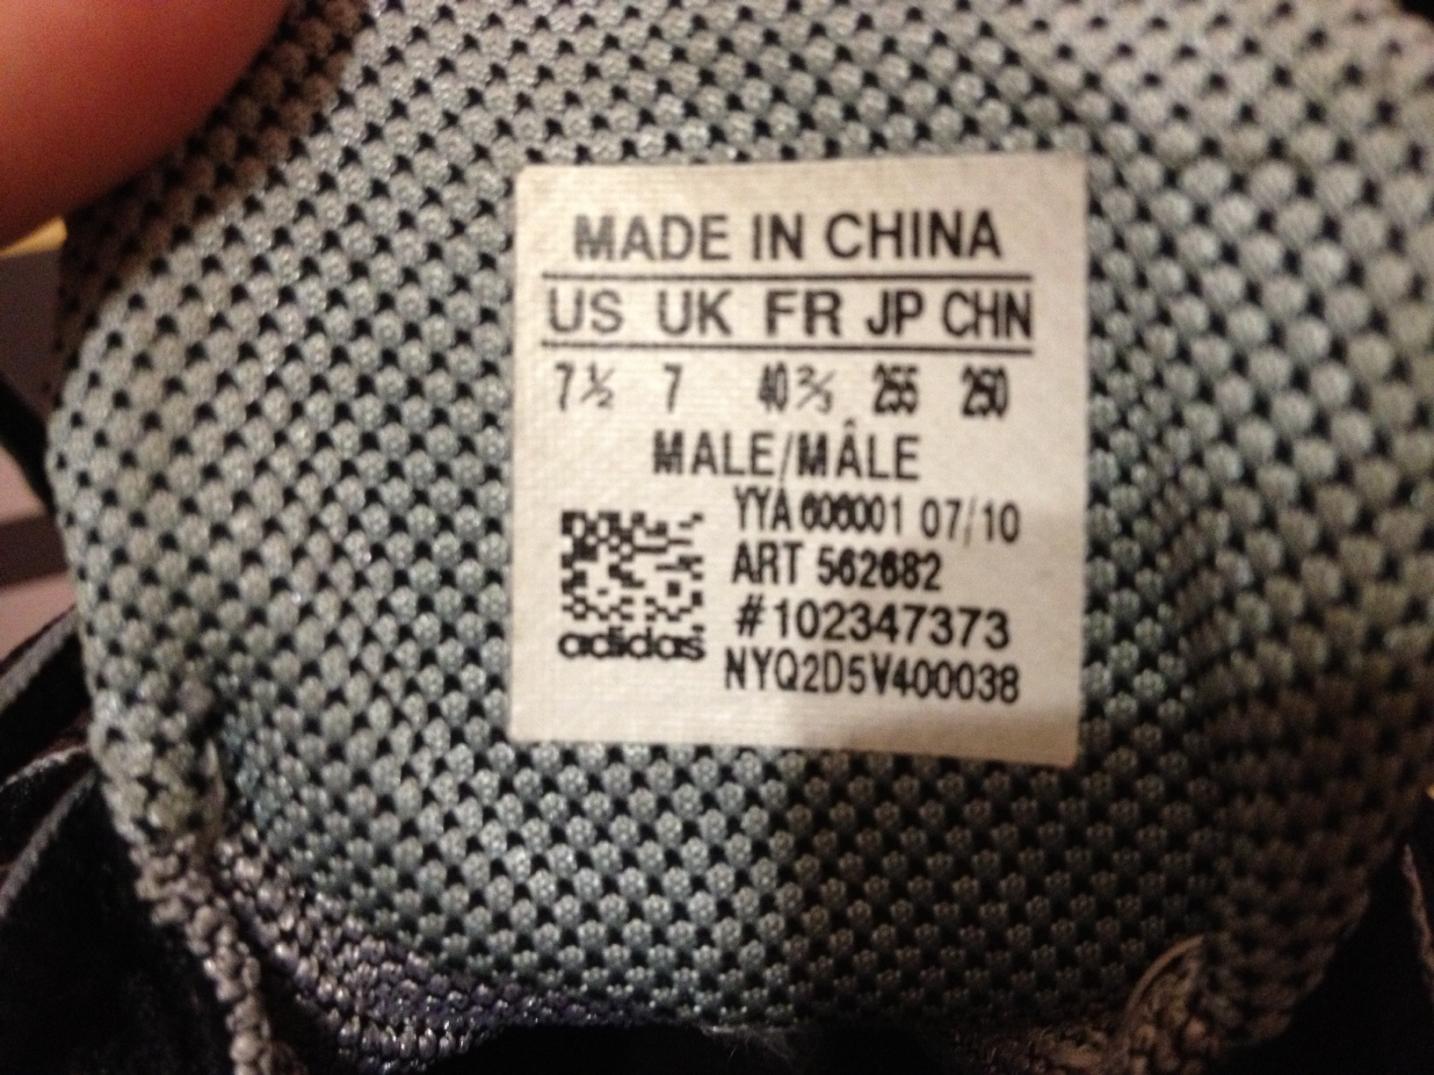 MADE IN CHINA
US UK FR JP CHN
7½ 7 40⅔ 255 250
MALE/MÂLE
YYA 606001 07/10
ART 562682
#102347373
NYQ2D5V400038
adidas